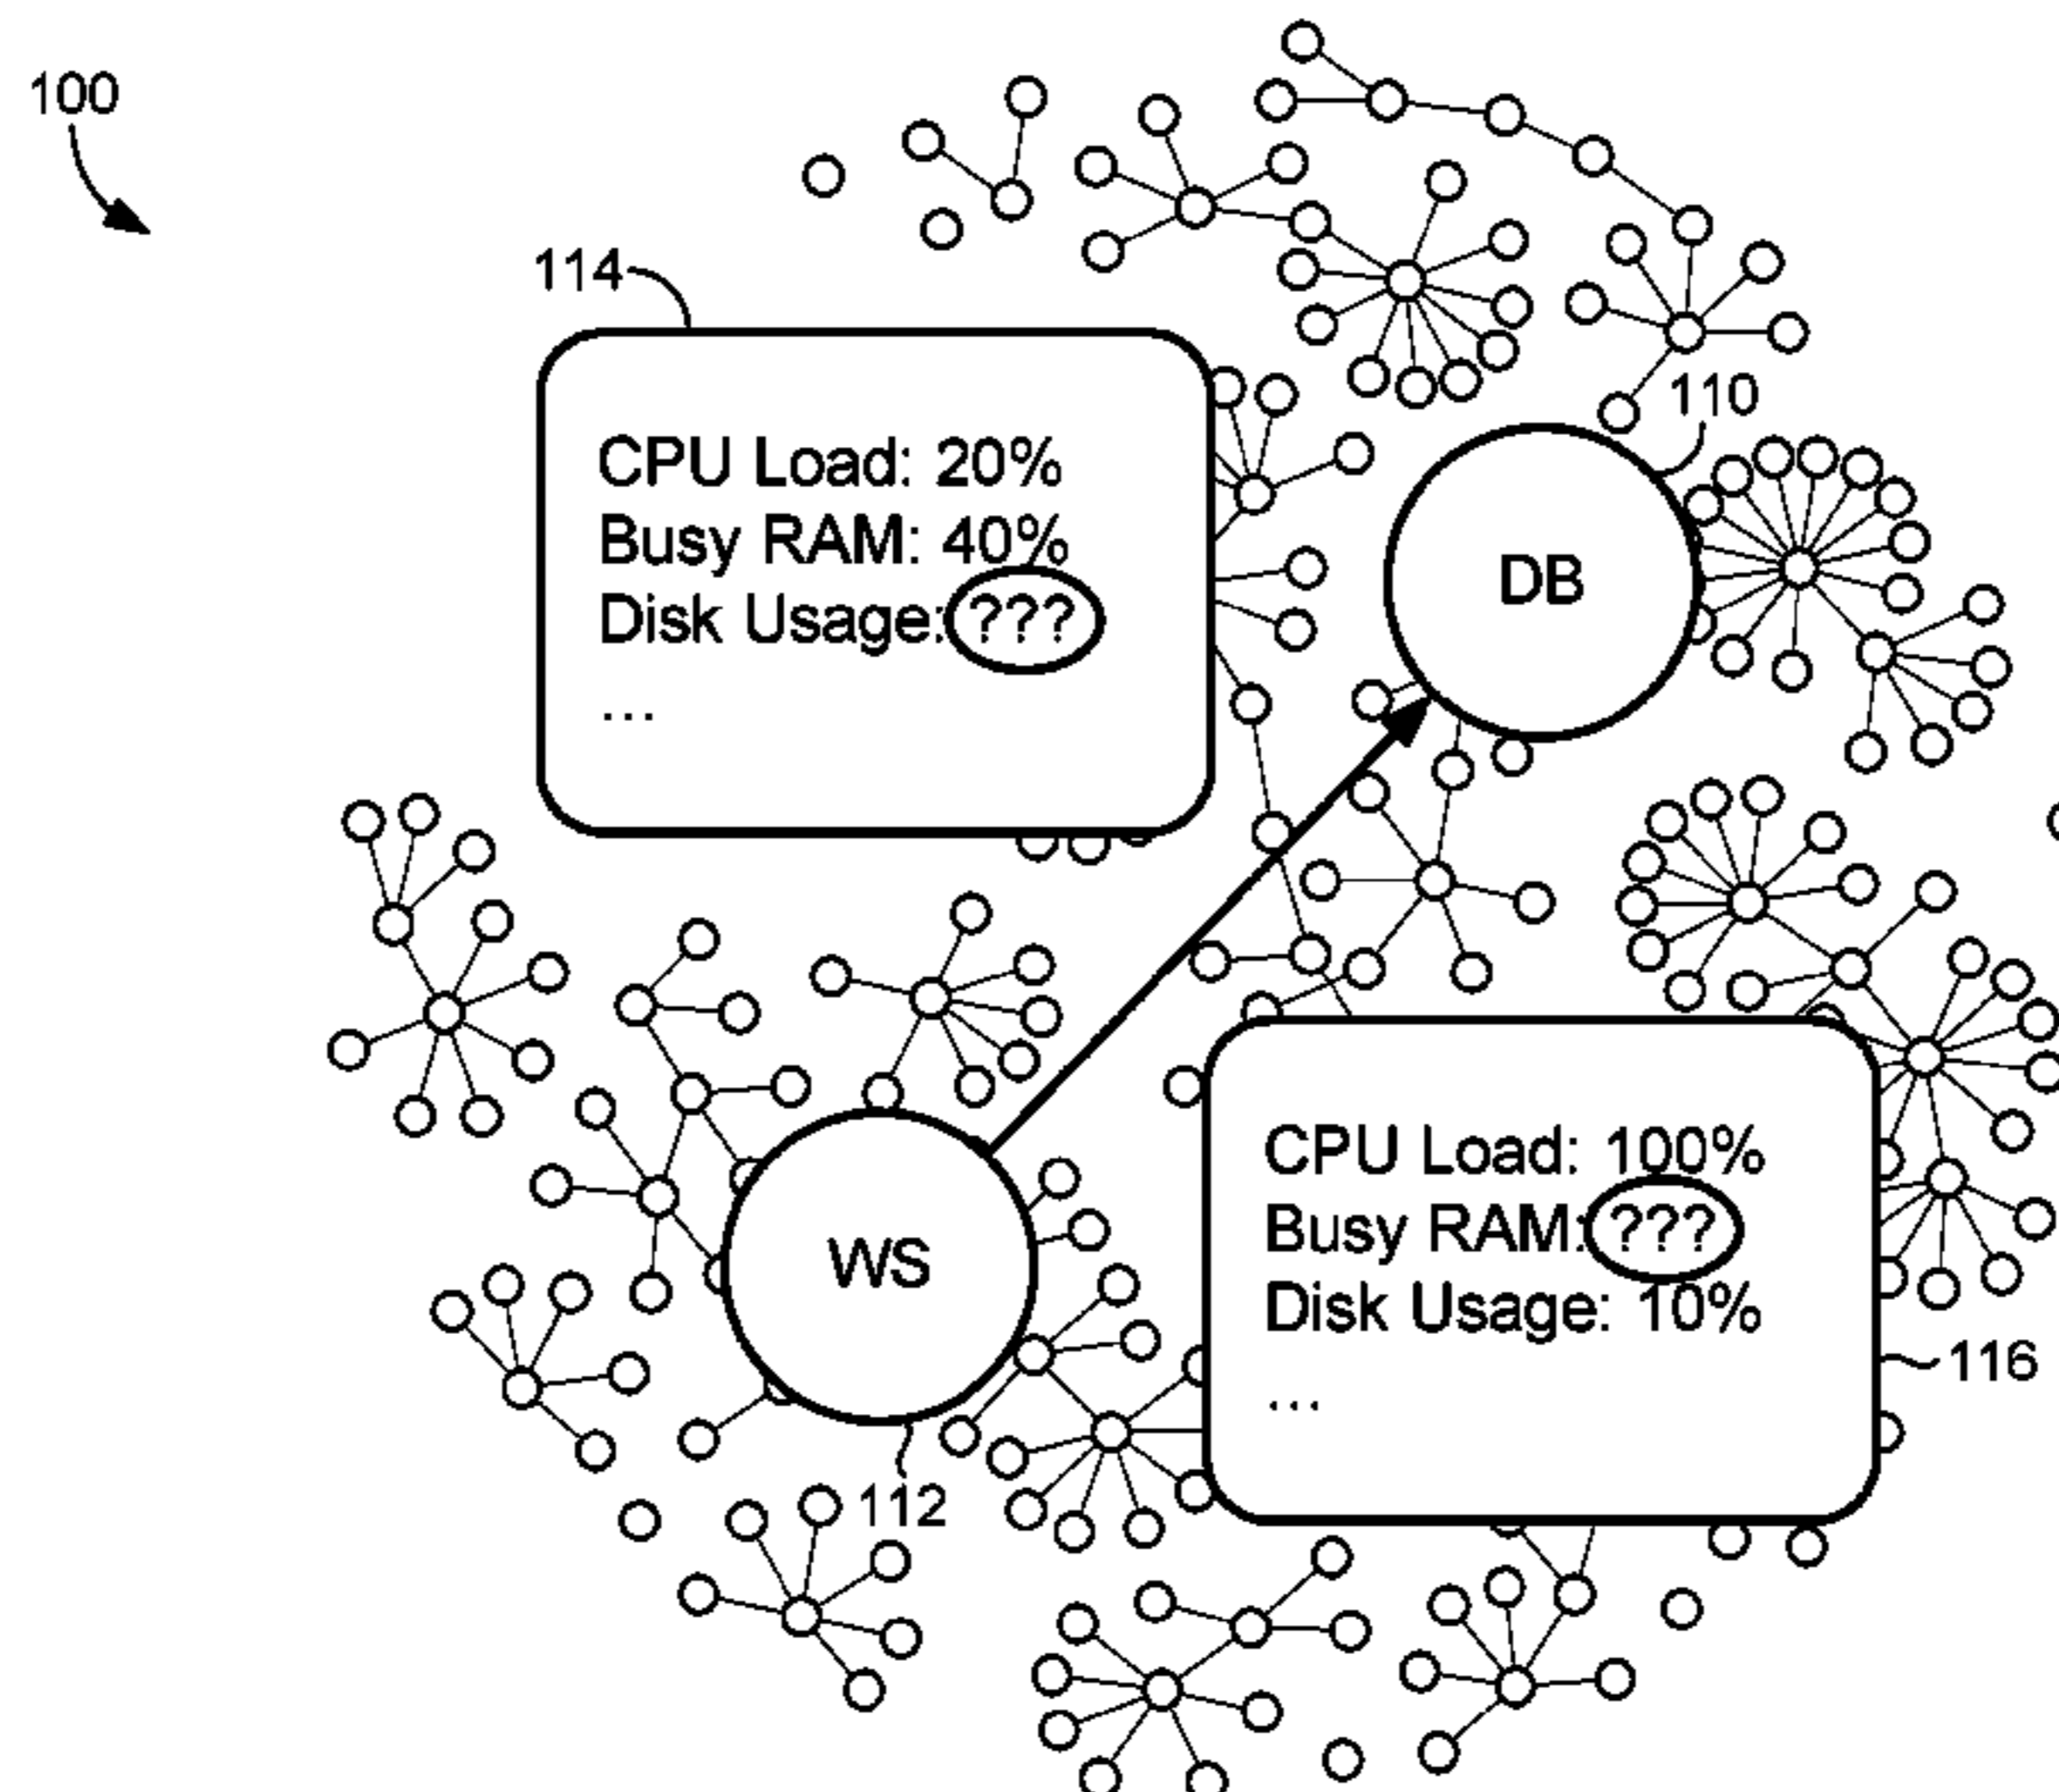 100
114
110
CPU Load: 20%
Busy RAM: 40%
Disk Usage: ???
...
DB
CPU Load: 100%
Busy RAM: ???
Disk Usage: 10%
...
WS
116
112